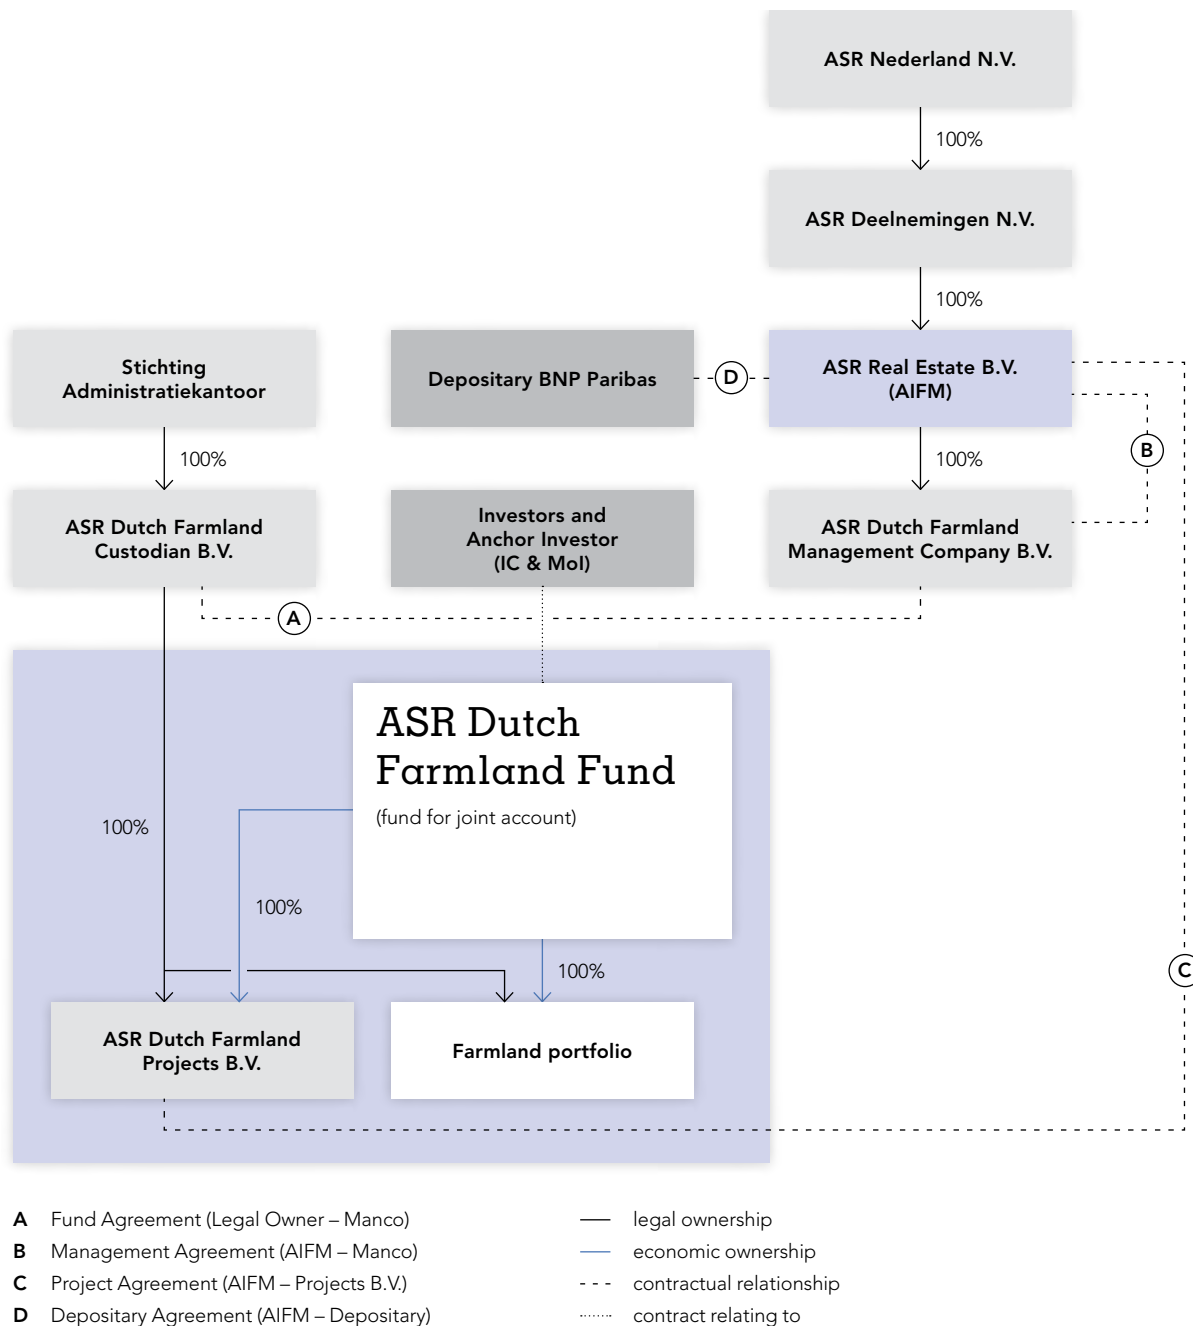 ASR Nederland N.V.
100%
ASR Deelnemingen N.V.
100%
Stichting
Administratiekantoor
Depositary BNP Paribas
D
ASR Real Estate B.V.
(AIFM)
100%
100%
B
ASR Dutch Farmland
Custodian B.V.
Investors and
Anchor Investor
(IC & MoI)
ASR Dutch Farmland
Management Company B.V.
A
ASR Dutch
Farmland Fund
(fund for joint account)
100%
100%
100%
C
ASR Dutch Farmland
Projects B.V.
Farmland portfolio
A Fund Agreement (Legal Owner – Manco)
B Management Agreement (AIFM – Manco)
C Project Agreement (AIFM – Projects B.V.)
D Depositary Agreement (AIFM – Depositary)
legal ownership
economic ownership
contractual relationship
contract relating to